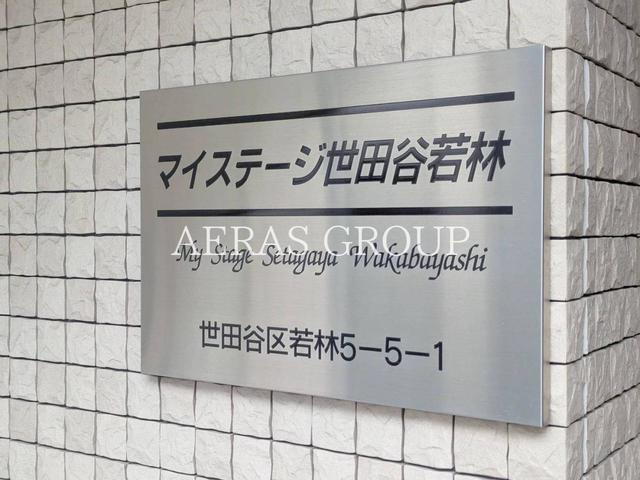 マイステージ世田谷若林
AFRAS GROUP
My Stage Setagaya Wakabayashi
世田谷区若林5-5-1